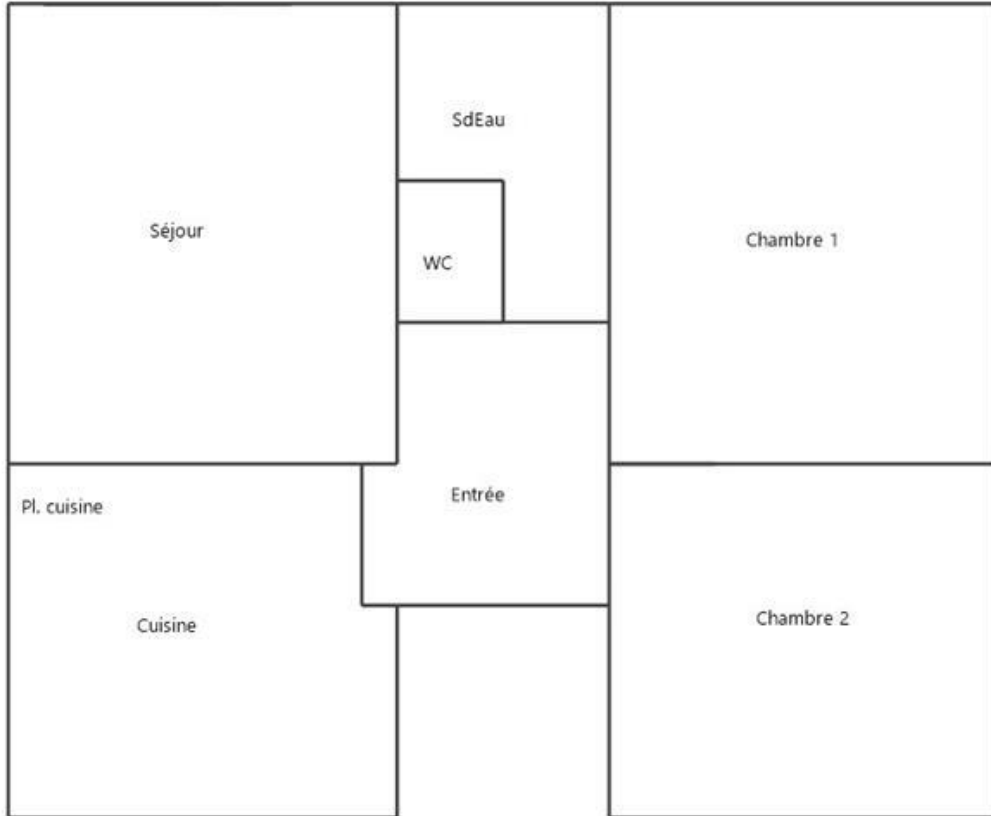 SdEau
Séjour
Chambre 1
WC
Entrée
Pl. cuisine
Chambre 2
Cuisine